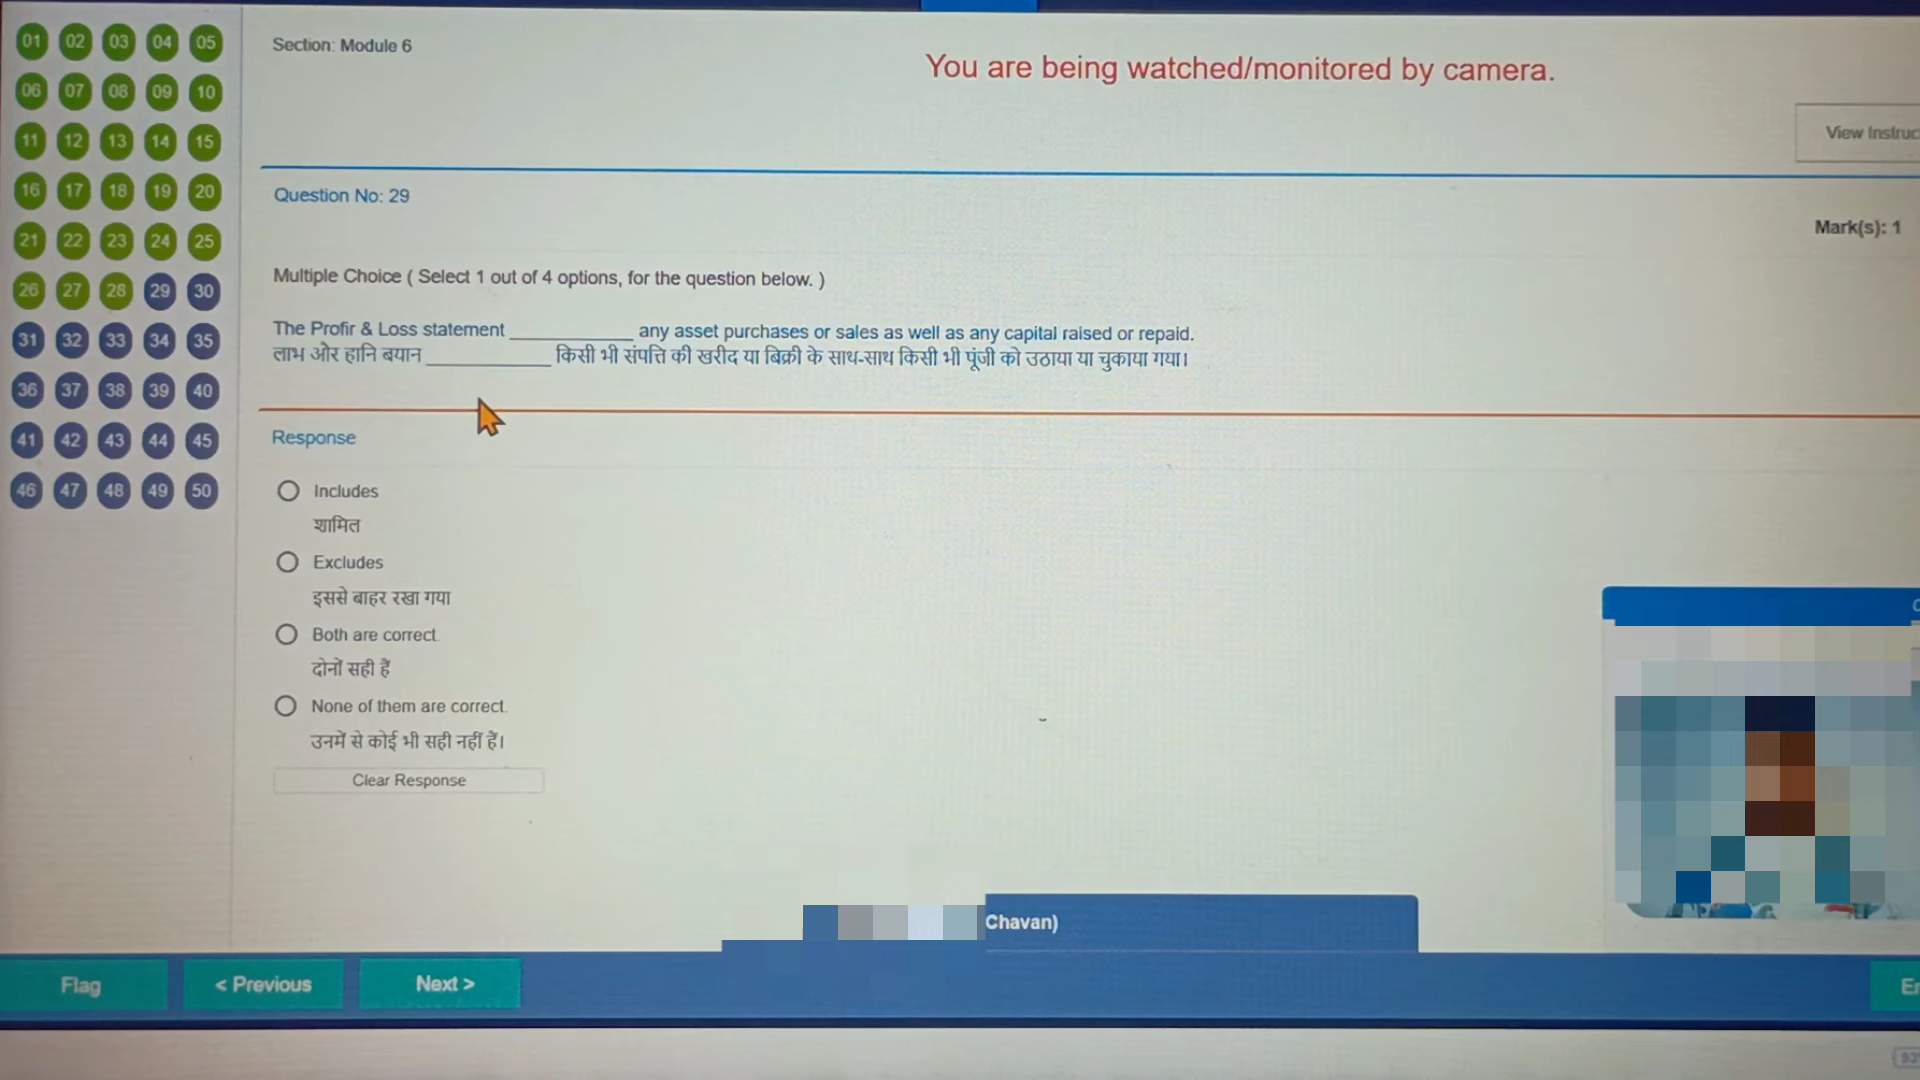 01 02 03 04 05
06 07 08 09 10
11 12 13 14 15
16 17 18 19 20
21 22 23 24 25
26 27 28 29 30
31 32 33 34 35
36 37 38 39 40
41 42 43 44 45
46 47 48 49 50
Section: Module 6
You are being watched/monitored by camera.
View Instruc
Question No: 29
Mark(s): 1
Multiple Choice ( Select 1 out of 4 options, for the question below. )
The Profir & Loss statement ____________ any asset purchases or sales as well as any capital raised or repaid.
लाभ और हानि बयान ____________ किसी भी संपत्ति की खरीद या बिक्री के साथ-साथ किसी भी पूंजी को उठाया या चुकाया गया।
Response
Includes
शामिल
Excludes
इससे बाहर रखा गया
Both are correct.
दोनों सही हैं
None of them are correct.
उनमें से कोई भी सही नहीं हैं।
Clear Response
Chavan)
Flag
< Previous
Next >